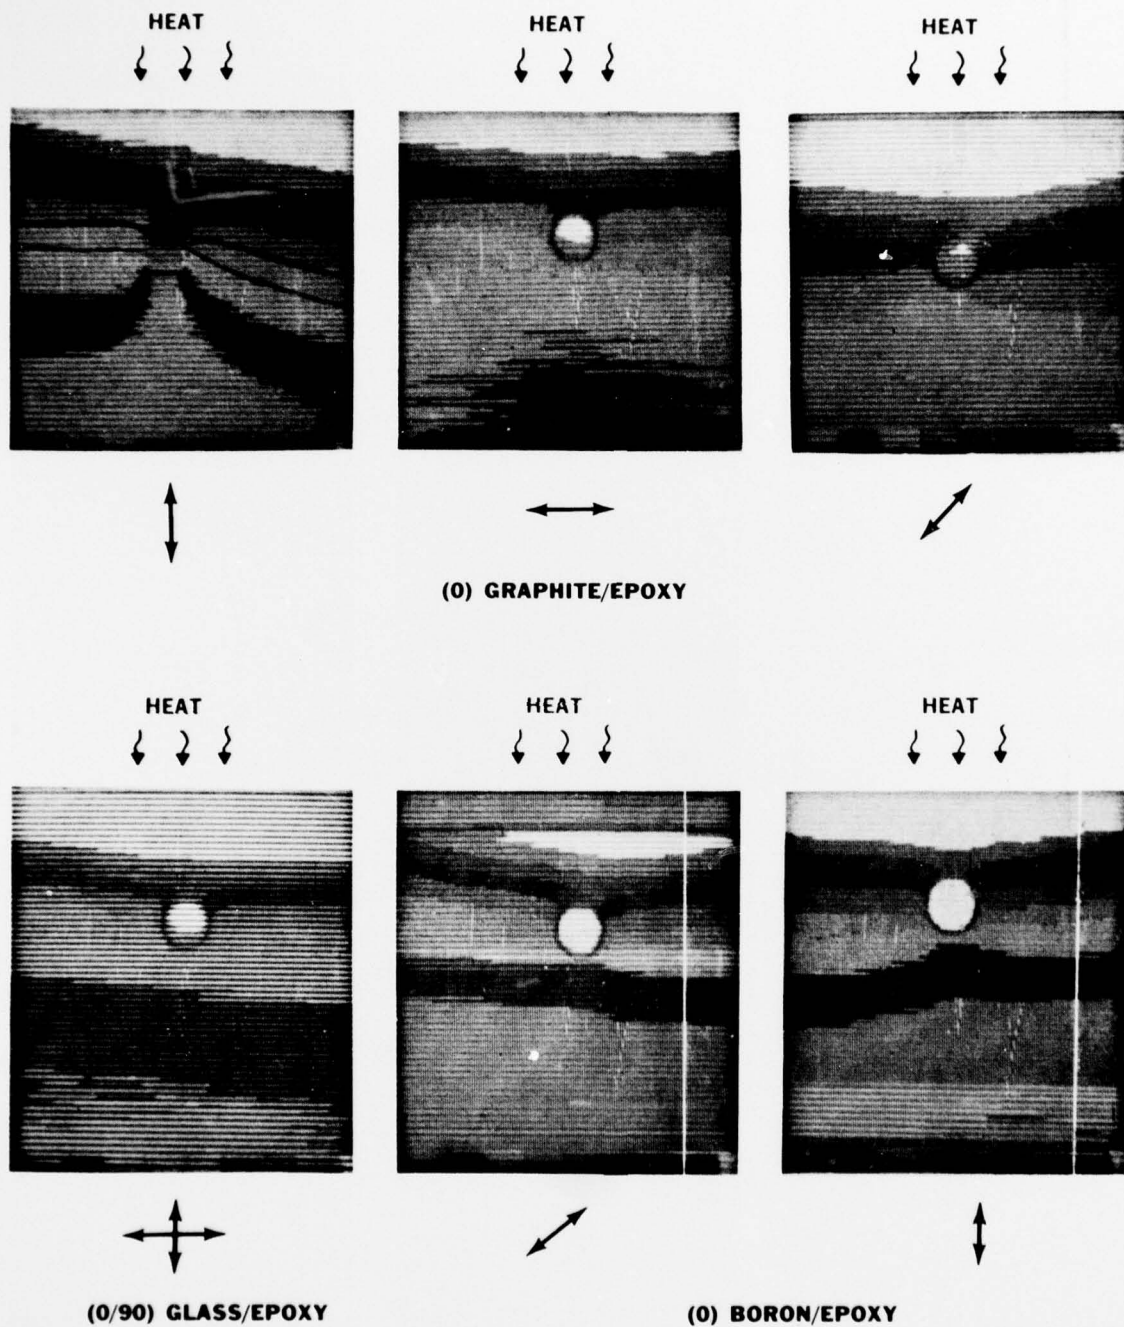 HEAT
HEAT
HEAT
(0) GRAPHITE/EPOXY
HEAT
HEAT
HEAT
(0/90) GLASS/EPOXY
(0) BORON/EPOXY